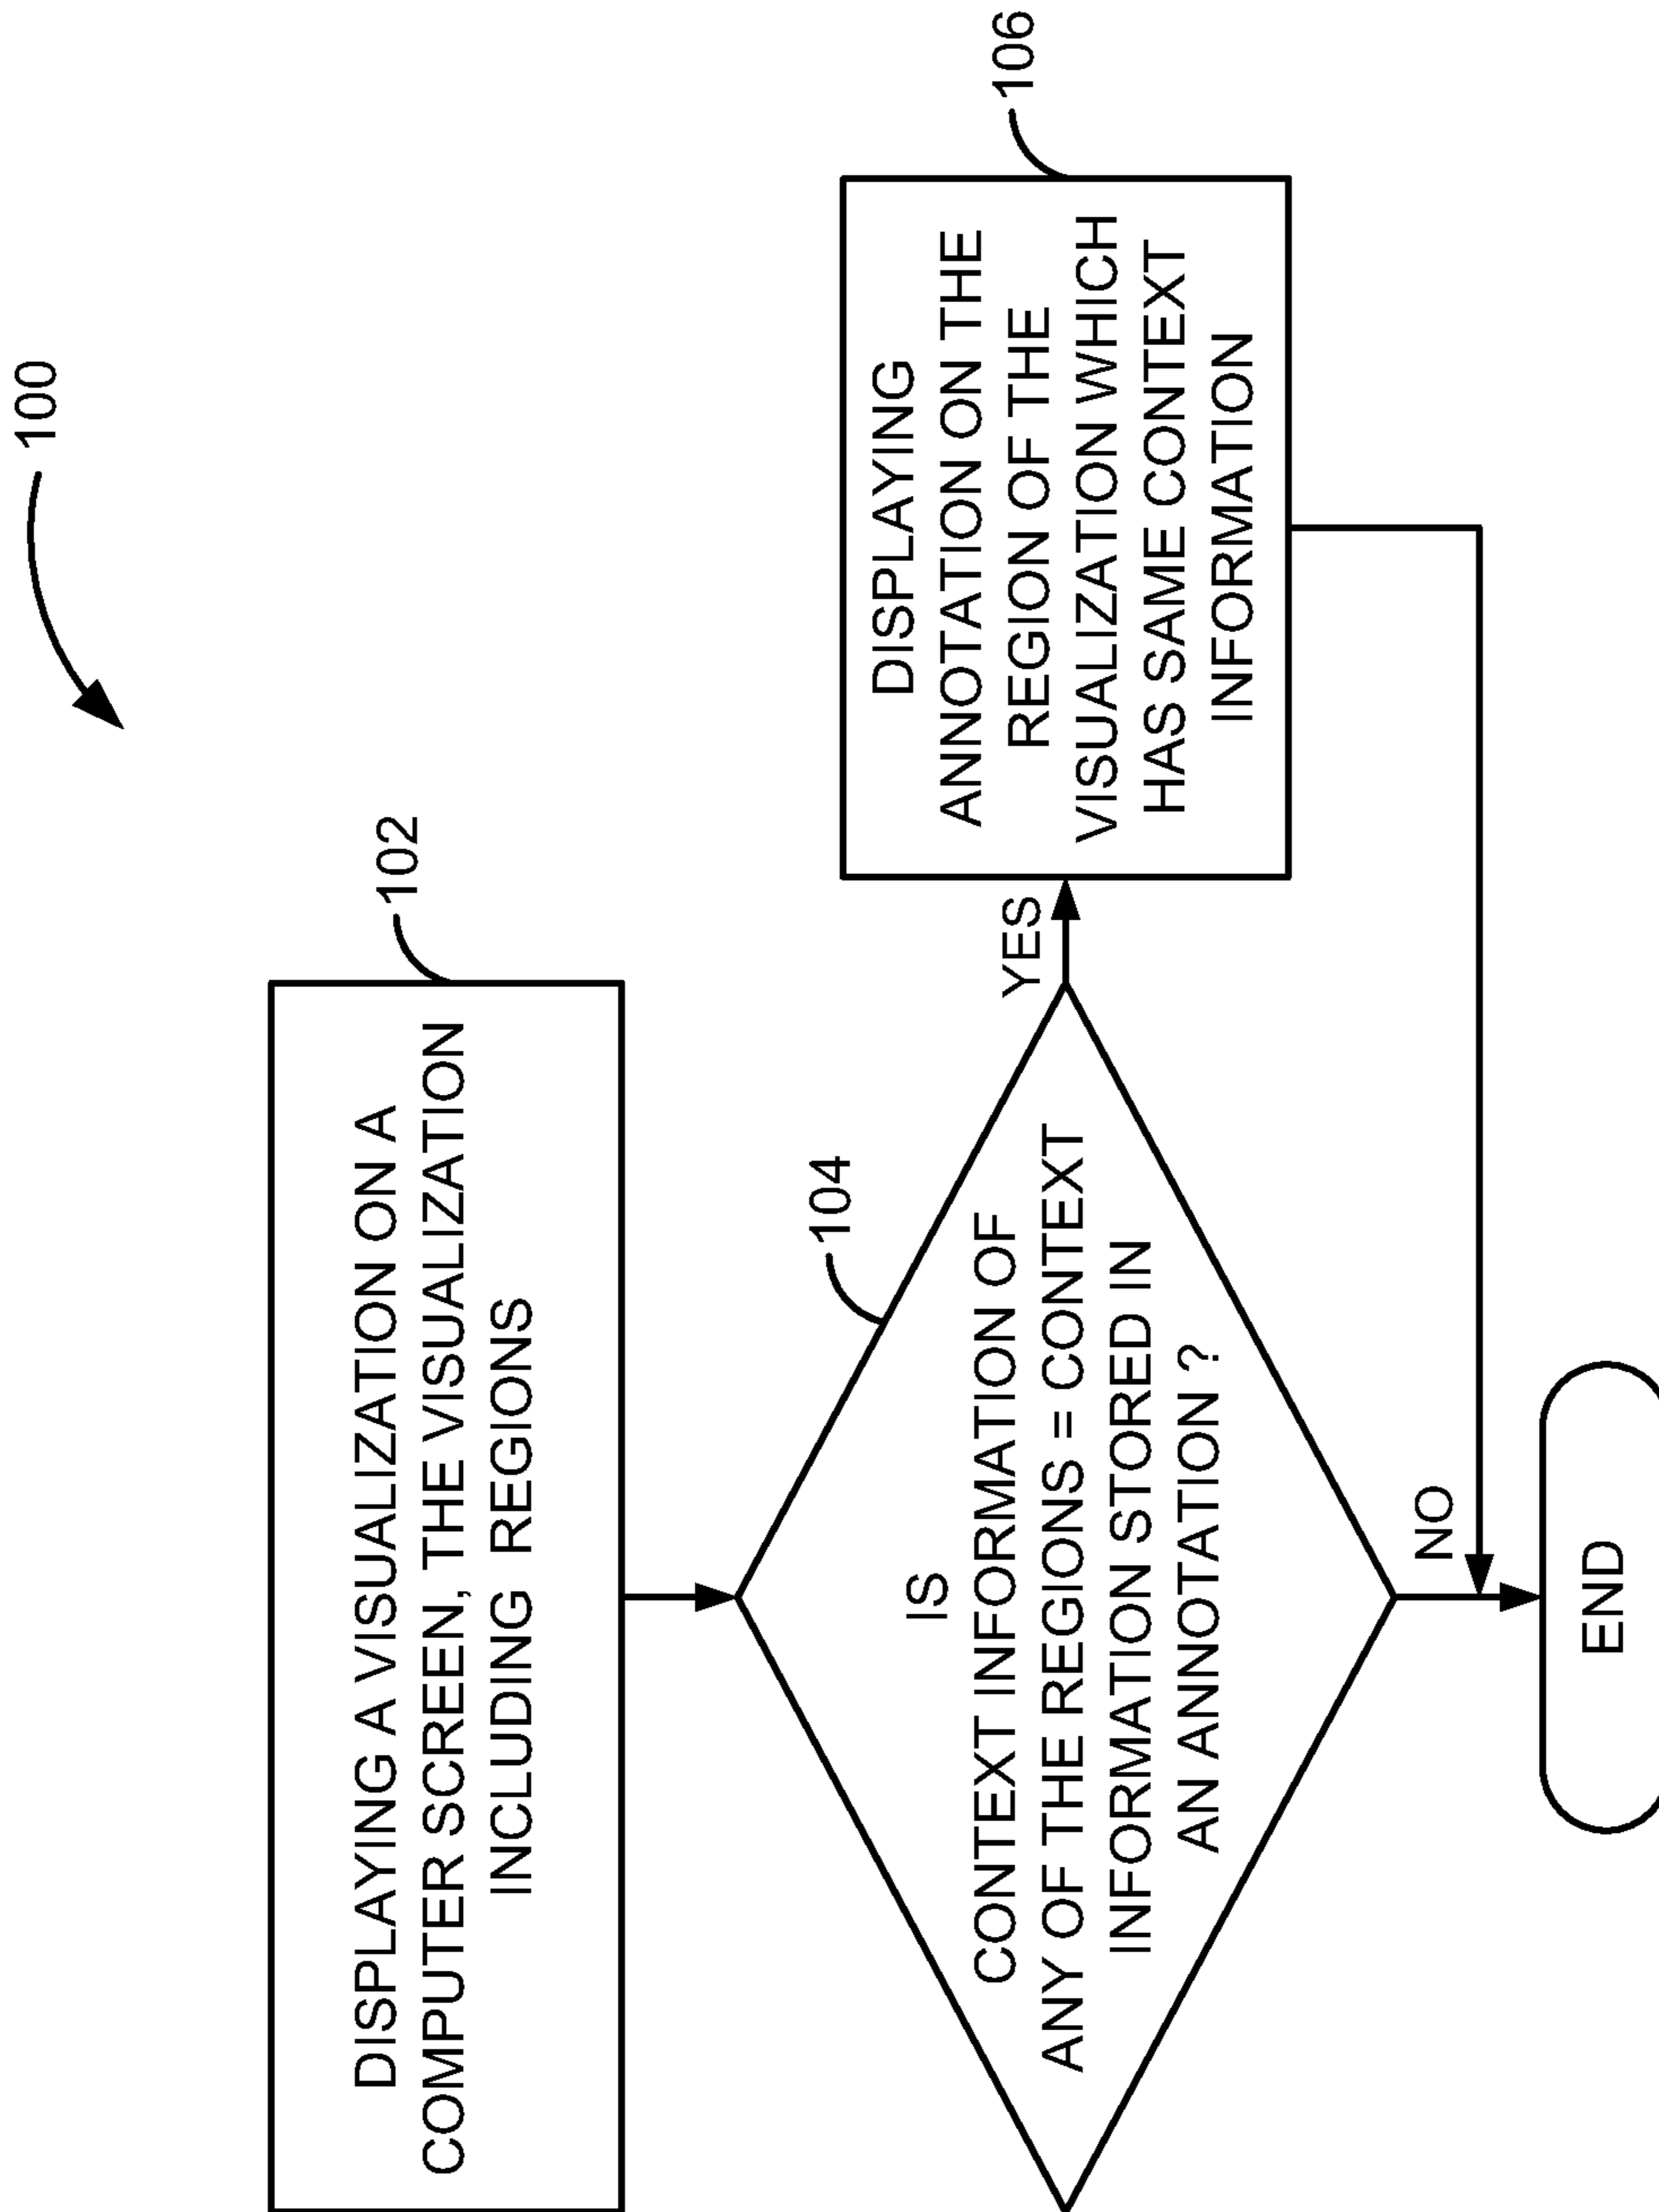 100
DISPLAYING A VISUALIZATION ON A
COMPUTER SCREEN, THE VISUALIZATION
INCLUDING REGIONS
102
IS
CONTEXT INFORMATION OF
ANY OF THE REGIONS = CONTEXT
INFORMATION STORED IN
AN ANNOTATION ?
104
YES
DISPLAYING
ANNOTATION ON THE
REGION OF THE
VISUALIZATION WHICH
HAS SAME CONTEXT
INFORMATION
106
NO
END